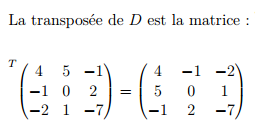 La transposée de D est la matrice :
T
( 4 5 −1 ) ( 4 −1 −2 )
( −1 0 2 ) = ( 5 0 1 )
( −2 1 −7 ) ( −1 2 −7 )